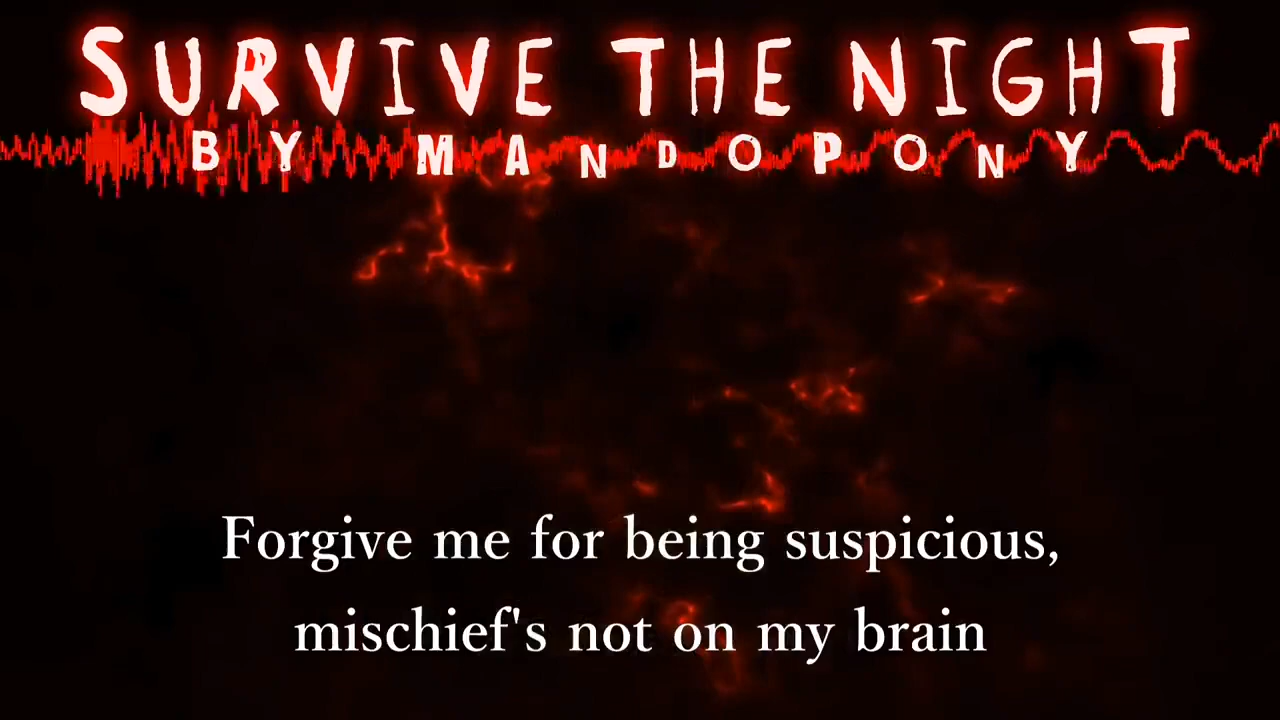 SURVIVE THE NIGHT
BY MANDOPONY
Forgive me for being suspicious,
mischief's not on my brain